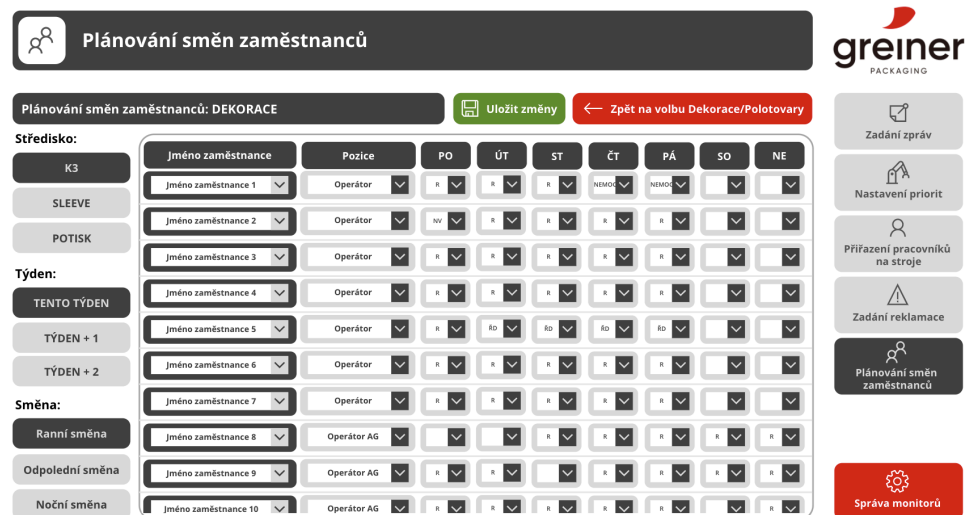 Plánování směn zaměstnanců
greiner
PACKAGING
Plánování směn zaměstnanců: DEKORACE
Uložit změny
Zpět na volbu Dekorace/Polotovary
Středisko:
K3
SLEEVE
POTISK
Týden:
TENTO TÝDEN
TÝDEN + 1
TÝDEN + 2
Směna:
Ranní směna
Odpolední směna
Noční směna
Jméno zaměstnance Pozice PO ÚT ST ČT PÁ SO NE
Jméno zaměstnance 1 Operátor R R R NEMOC NEMOC
Jméno zaměstnance 2 Operátor NV R R R R
Jméno zaměstnance 3 Operátor R R R R R
Jméno zaměstnance 4 Operátor R R R R R
Jméno zaměstnance 5 Operátor R ŘD ŘD ŘD ŘD
Jméno zaměstnance 6 Operátor R R R R R
Jméno zaměstnance 7 Operátor R R R R R
Jméno zaměstnance 8 Operátor AG R R R R R
Jméno zaměstnance 9 Operátor AG R R R R R R
Jméno zaměstnance 10 Operátor AG R R R R R R R
Zadání zpráv
Nastavení priorit
Přiřazení pracovníků
na stroje
Zadání reklamace
Plánování směn
zaměstnanců
Správa monitorů